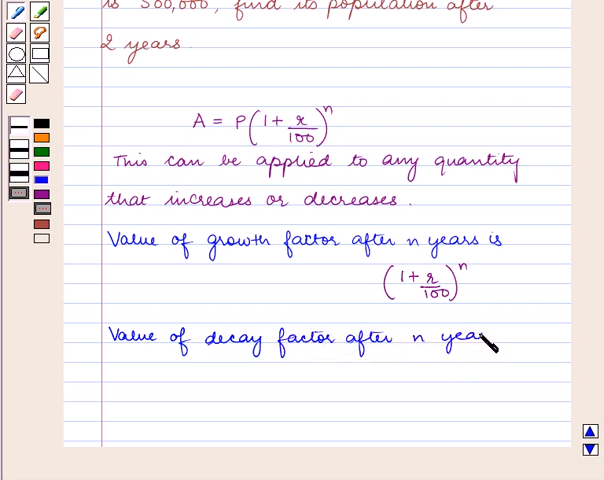 is 500,000, find its population after
2 years.
A = P(1 + r/100)^n
This can be applied to any quantity
that increases or decreases.
Value of growth factor after n years is
(1 + r/100)^n
Value of decay factor after n yea